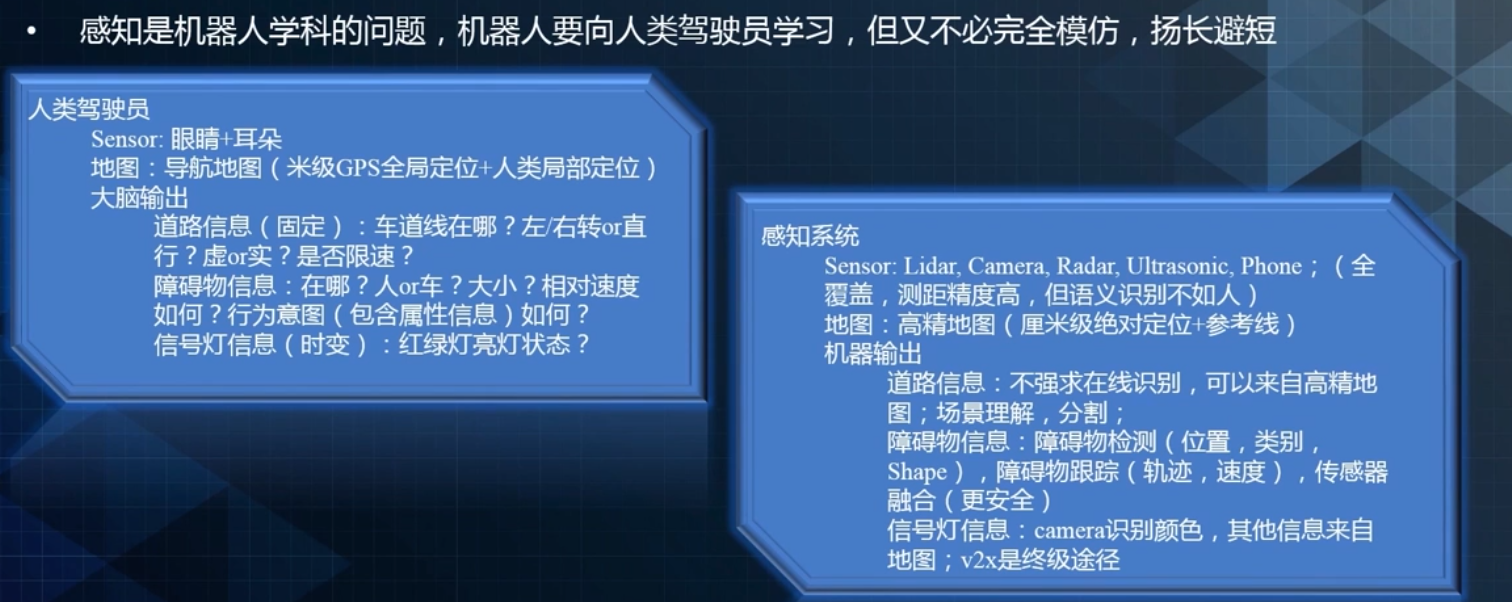 • 感知是机器人学科的问题，机器人要向人类驾驶员学习，但又不必完全模仿，扬长避短
人类驾驶员
Sensor: 眼睛+耳朵
地图：导航地图（米级GPS全局定位+人类局部定位）
大脑输出
道路信息（固定）：车道线在哪？左/右转or直
行？虚or实？是否限速？
障碍物信息：在哪？人or车？大小？相对速度
如何？行为意图（包含属性信息）如何？
信号灯信息（时变）：红绿灯亮灯状态？
感知系统
Sensor: Lidar, Camera, Radar, Ultrasonic, Phone；（全
覆盖，测距精度高，但语义识别不如人）
地图：高精地图（厘米级绝对定位+参考线）
机器输出
道路信息：不强求在线识别，可以来自高精地
图；场景理解，分割；
障碍物信息：障碍物检测（位置，类别，
Shape），障碍物跟踪（轨迹，速度），传感器
融合（更安全）
信号灯信息：camera识别颜色，其他信息来自
地图；v2x是终级途径